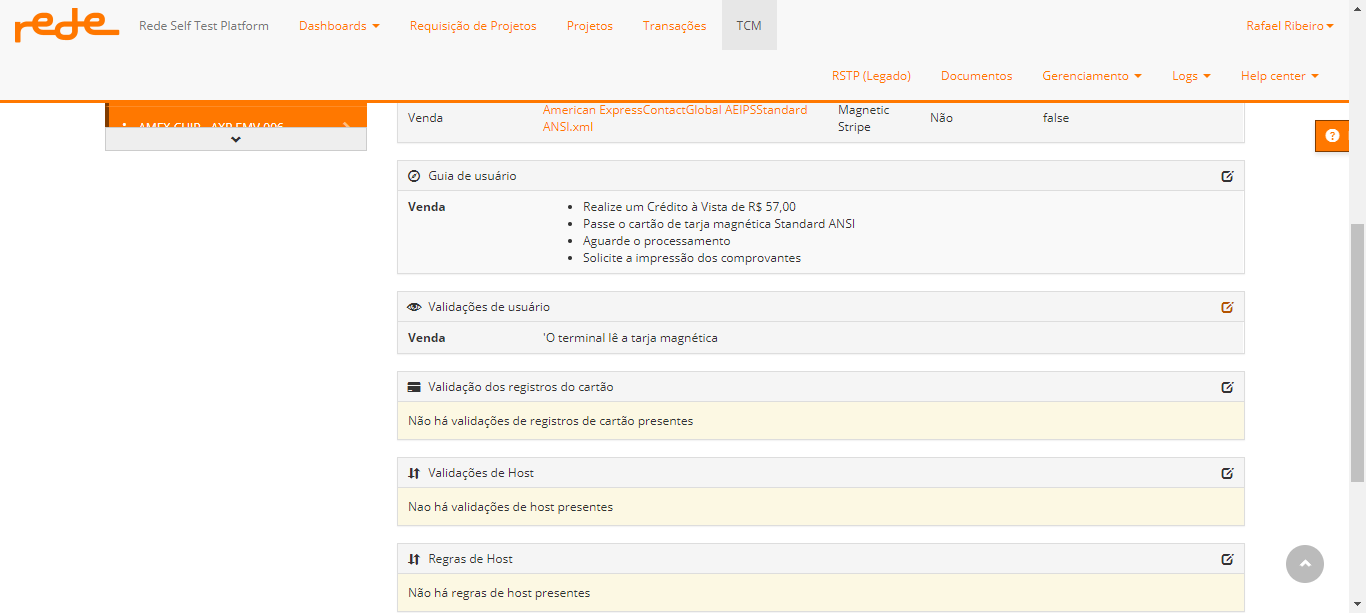 rede Rede Self Test Platform Dashboards Requisição de Projetos Projetos Transações TCM Rafael Ribeiro
RSTP (Legado) Documentos Gerenciamento Logs Help center
AMEX CHIP - AXP EMV 006
Venda American ExpressContactGlobal AEIPSStandard ANSI.xml Magnetic Stripe Não false
Guia de usuário
Venda
Realize um Crédito à Vista de R$ 57,00
Passe o cartão de tarja magnética Standard ANSI
Aguarde o processamento
Solicite a impressão dos comprovantes
Validações de usuário
Venda 'O terminal lê a tarja magnética
Validação dos registros do cartão
Não há validações de registros de cartão presentes
Validações de Host
Nao há validações de host presentes
Regras de Host
Não há regras de host presentes